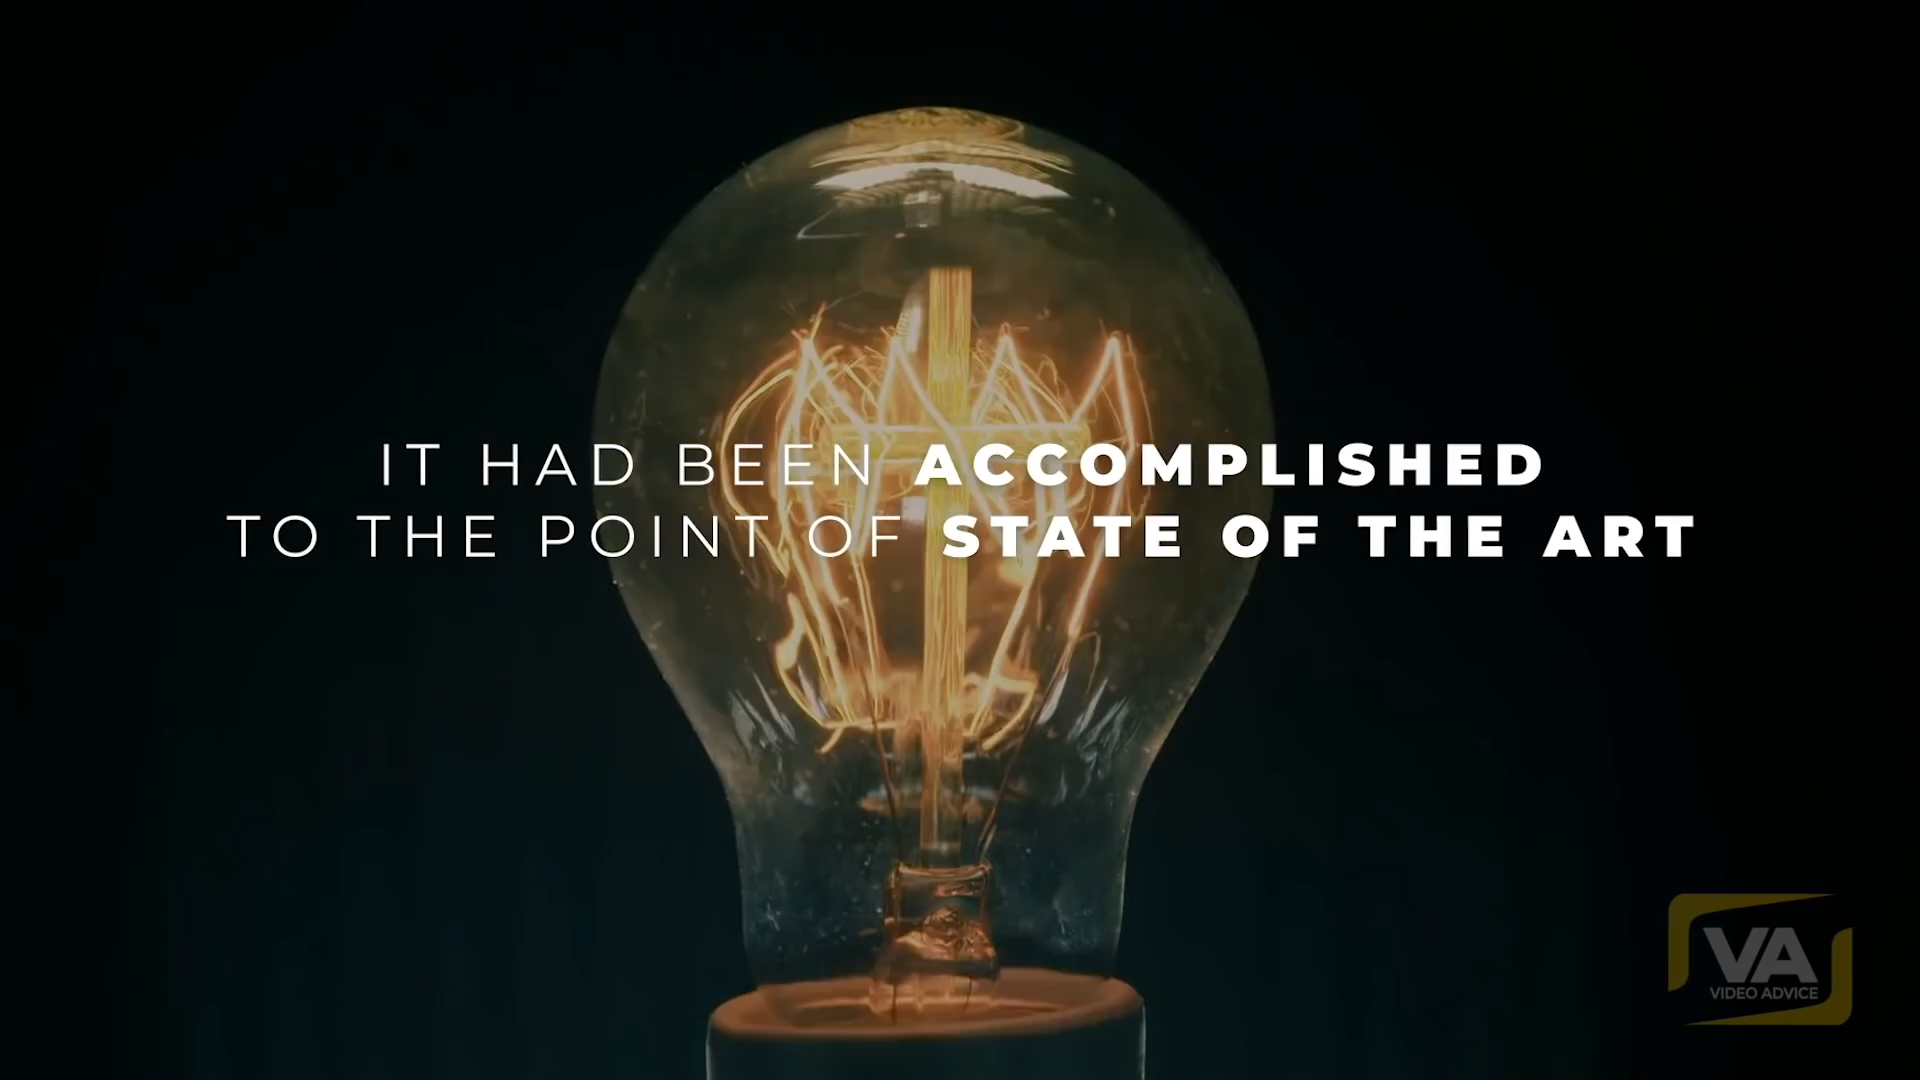 IT HAD BEEN ACCOMPLISHED
TO THE POINT OF STATE OF THE ART
VA
VIDEO ADVICE